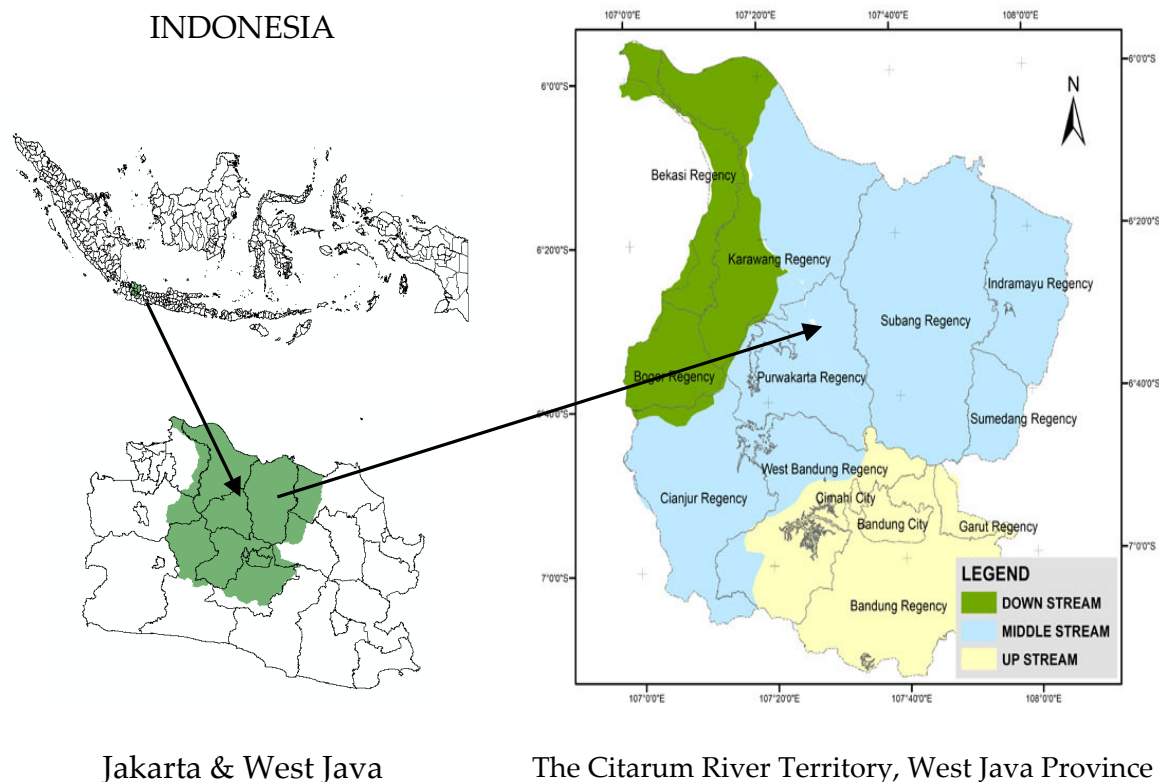 INDONESIA
Jakarta & West Java
107°0'0"E
107°20'0"E
107°40'0"E
108°0'0"E
6°0'0"S
6°0'0"S
N
Bekasi Regency
6°20'0"S
6°20'0"S
Karawang Regency
Indramayu Regency
Subang Regency
Bogor Regency
Purwakarta Regency
6°40'0"S
6°40'0"S
Sumedang Regency
West Bandung Regency
Cianjur Regency
Cimahi City
Bandung City
Garut Regency
7°0'0"S
7°0'0"S
Bandung Regency
LEGEND
DOWN STREAM
MIDDLE STREAM
UP STREAM
107°0'0"E
107°20'0"E
107°40'0"E
108°0'0"E
The Citarum River Territory, West Java Province